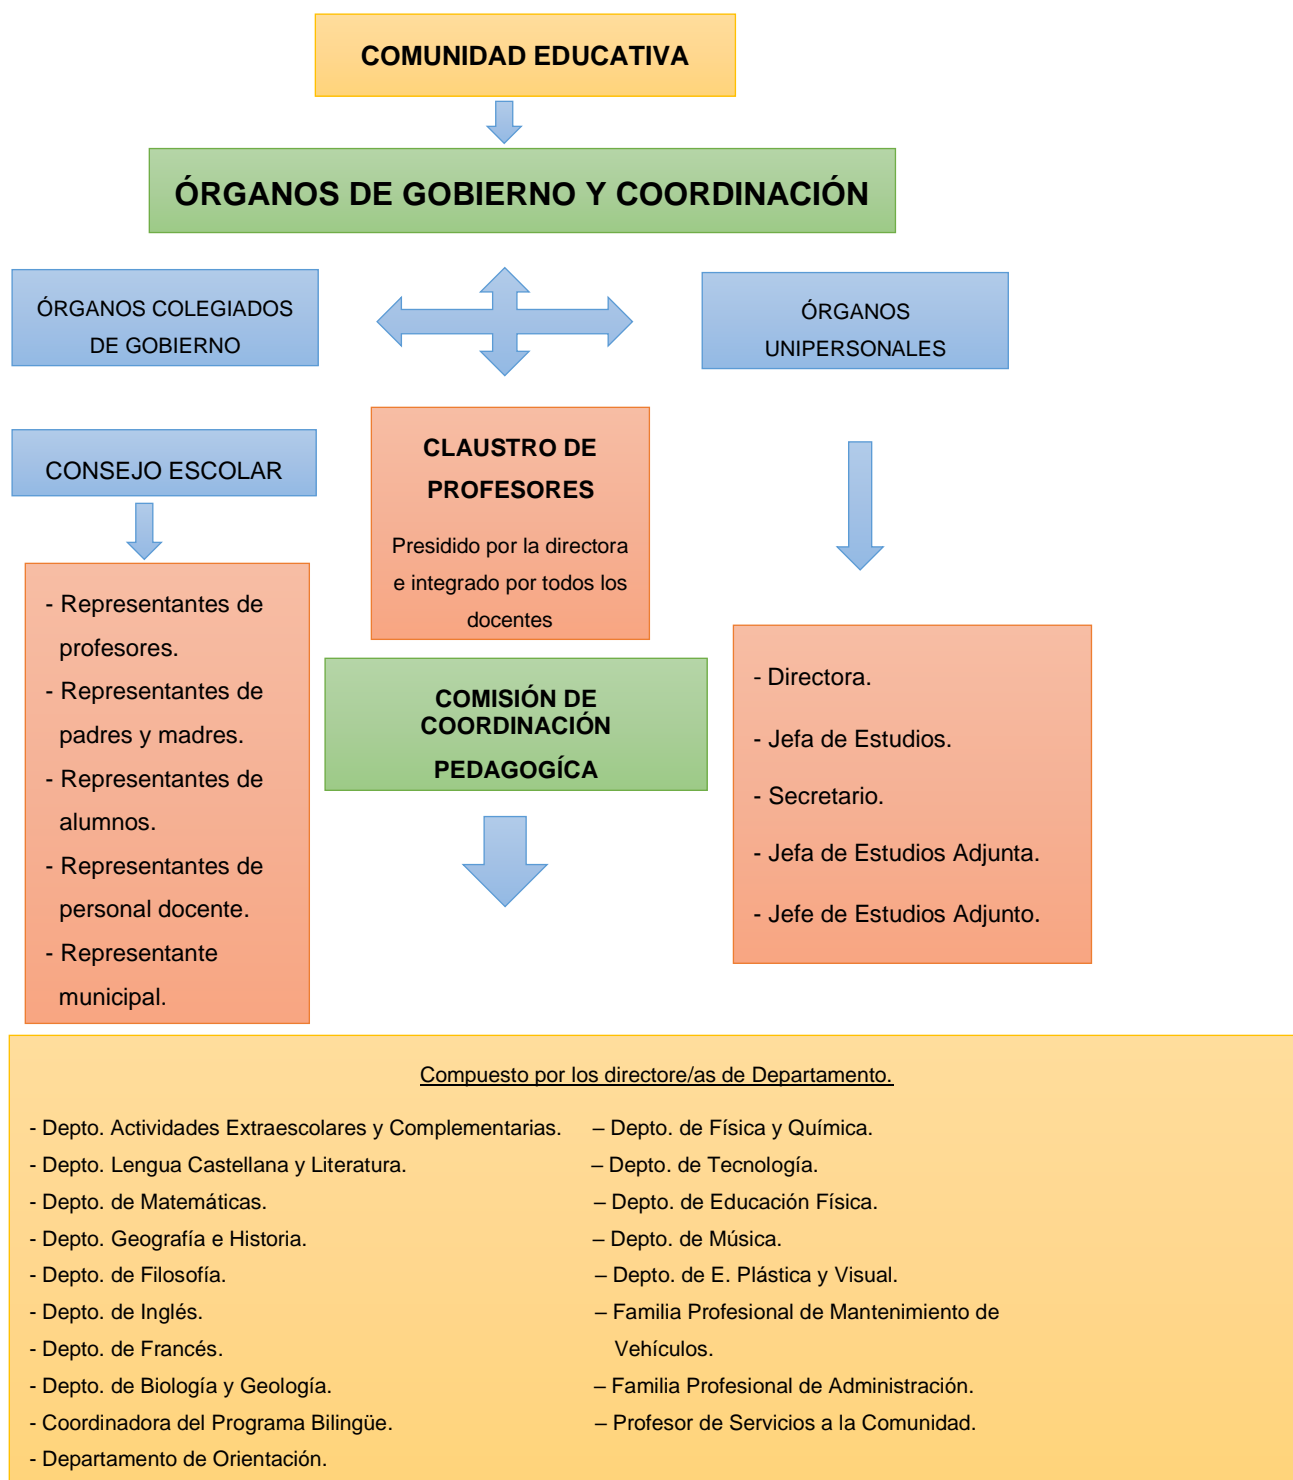 COMUNIDAD EDUCATIVA
ÓRGANOS DE GOBIERNO Y COORDINACIÓN
ÓRGANOS COLEGIADOS
DE GOBIERNO
ÓRGANOS
UNIPERSONALES
CONSEJO ESCOLAR
CLAUSTRO DE
PROFESORES
Presidido por la directora
e integrado por todos los
docentes
- Representantes de
profesores.
- Representantes de
padres y madres.
- Representantes de
alumnos.
- Representantes de
personal docente.
- Representante
municipal.
COMISIÓN DE
COORDINACIÓN
PEDAGOGÍCA
- Directora.
- Jefa de Estudios.
- Secretario.
- Jefa de Estudios Adjunta.
- Jefe de Estudios Adjunto.
Compuesto por los directore/as de Departamento.
- Depto. Actividades Extraescolares y Complementarias. – Depto. de Física y Química.
- Depto. Lengua Castellana y Literatura. – Depto. de Tecnología.
- Depto. de Matemáticas. – Depto. de Educación Física.
- Depto. Geografía e Historia. – Depto. de Música.
- Depto. de Filosofía. – Depto. de E. Plástica y Visual.
- Depto. de Inglés. – Familia Profesional de Mantenimiento de
- Depto. de Francés. Vehículos.
- Depto. de Biología y Geología. – Familia Profesional de Administración.
- Coordinadora del Programa Bilingüe. – Profesor de Servicios a la Comunidad.
- Departamento de Orientación.